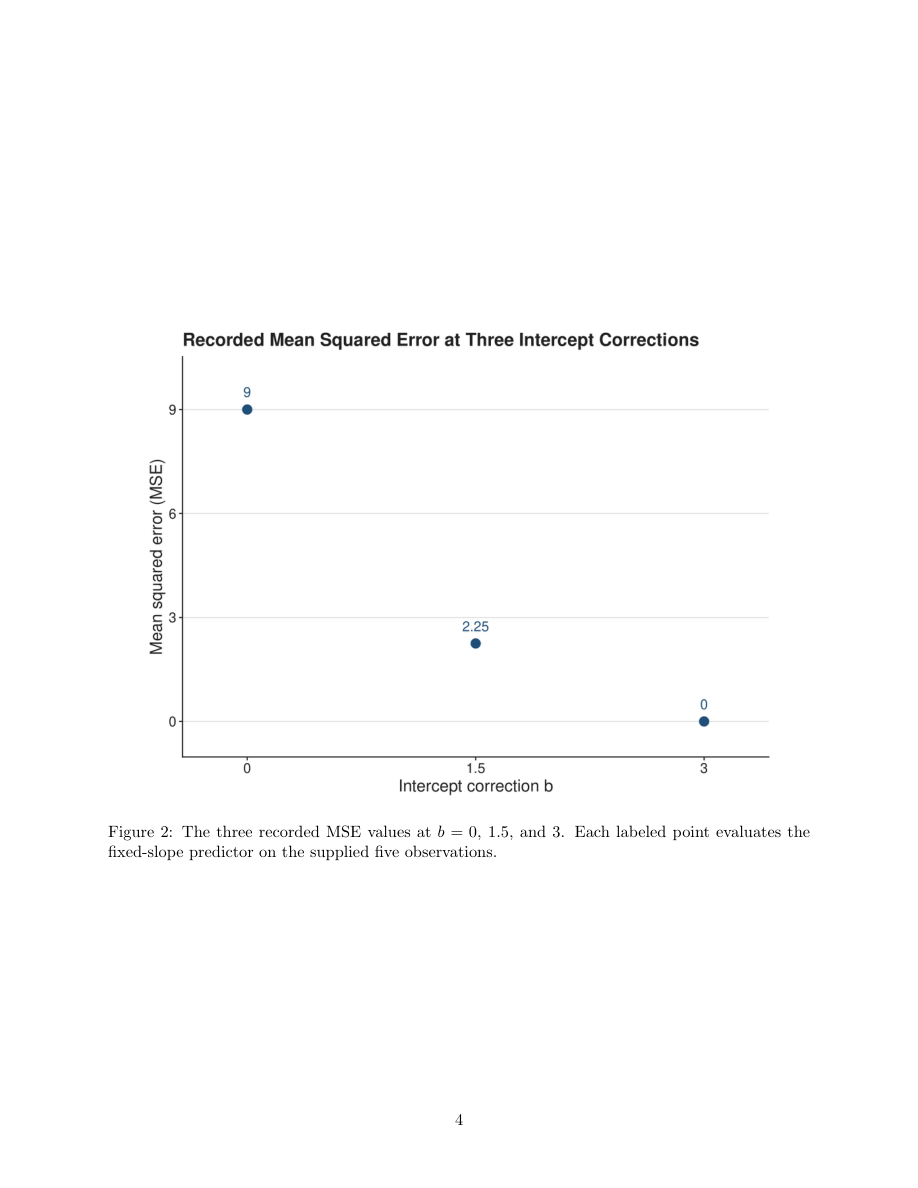 Recorded Mean Squared Error at Three Intercept Corrections
Mean squared error (MSE)
9
6
3
0
9
2.25
0
0
1.5
3
Intercept correction b
Figure 2: The three recorded MSE values at b = 0, 1.5, and 3. Each labeled point evaluates the
fixed-slope predictor on the supplied five observations.
4